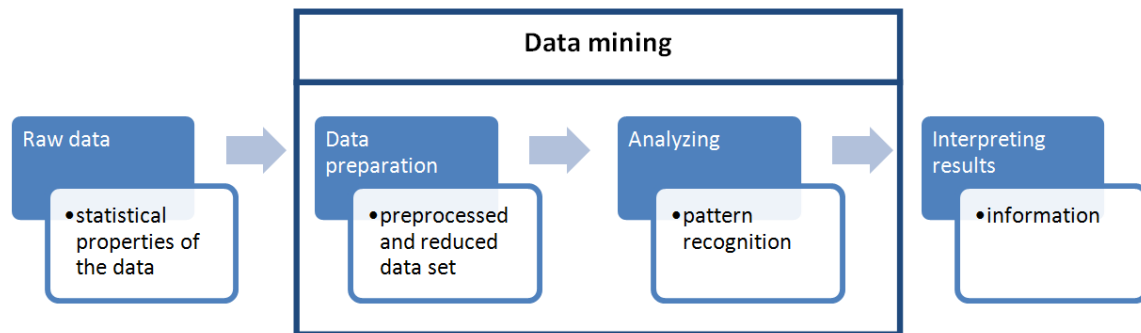 Data mining
Raw data
•statistical
properties of
the data
Data
preparation
•preprocessed
and reduced
data set
Analyzing
•pattern
recognition
Interpreting
results
•information